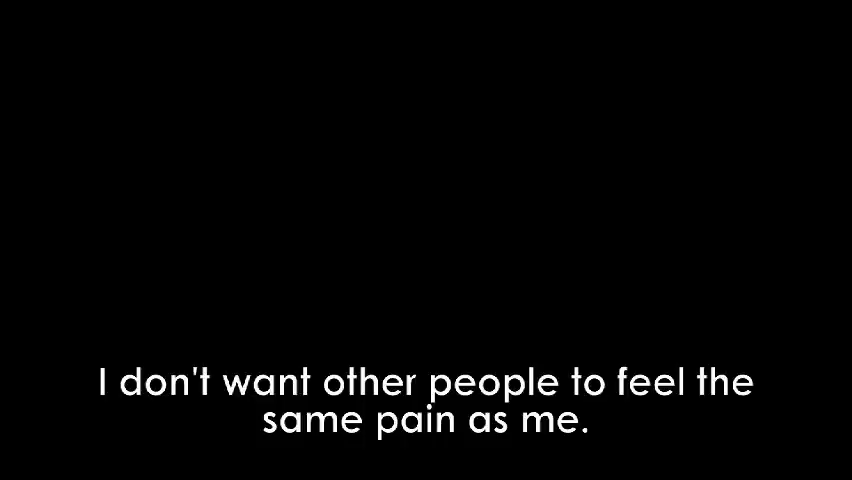 I don't want other people to feel the
same pain as me.